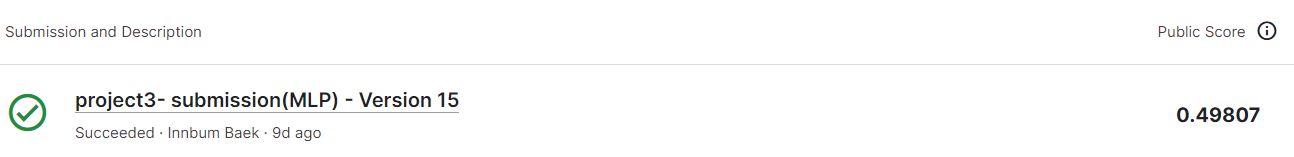 Submission and Description Public Score
project3- submission(MLP) - Version 15 0.49807
Succeeded · Innbum Baek · 9d ago